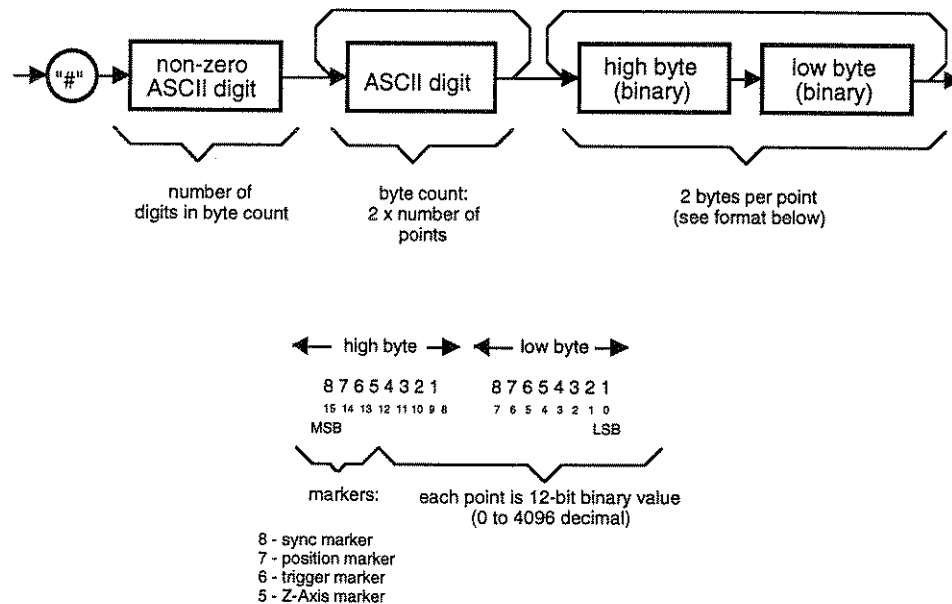 "#"
non-zero
ASCII digit
ASCII digit
high byte
(binary)
low byte
(binary)
number of
digits in byte count
byte count:
2 x number of
points
2 bytes per point
(see format below)
high byte
low byte
8 7 6 5 4 3 2 1
8 7 6 5 4 3 2 1
15 14 13 12 11 10 9 8
7 6 5 4 3 2 1 0
MSB
LSB
markers:
each point is 12-bit binary value
(0 to 4096 decimal)
8 - sync marker
7 - position marker
6 - trigger marker
5 - Z-Axis marker